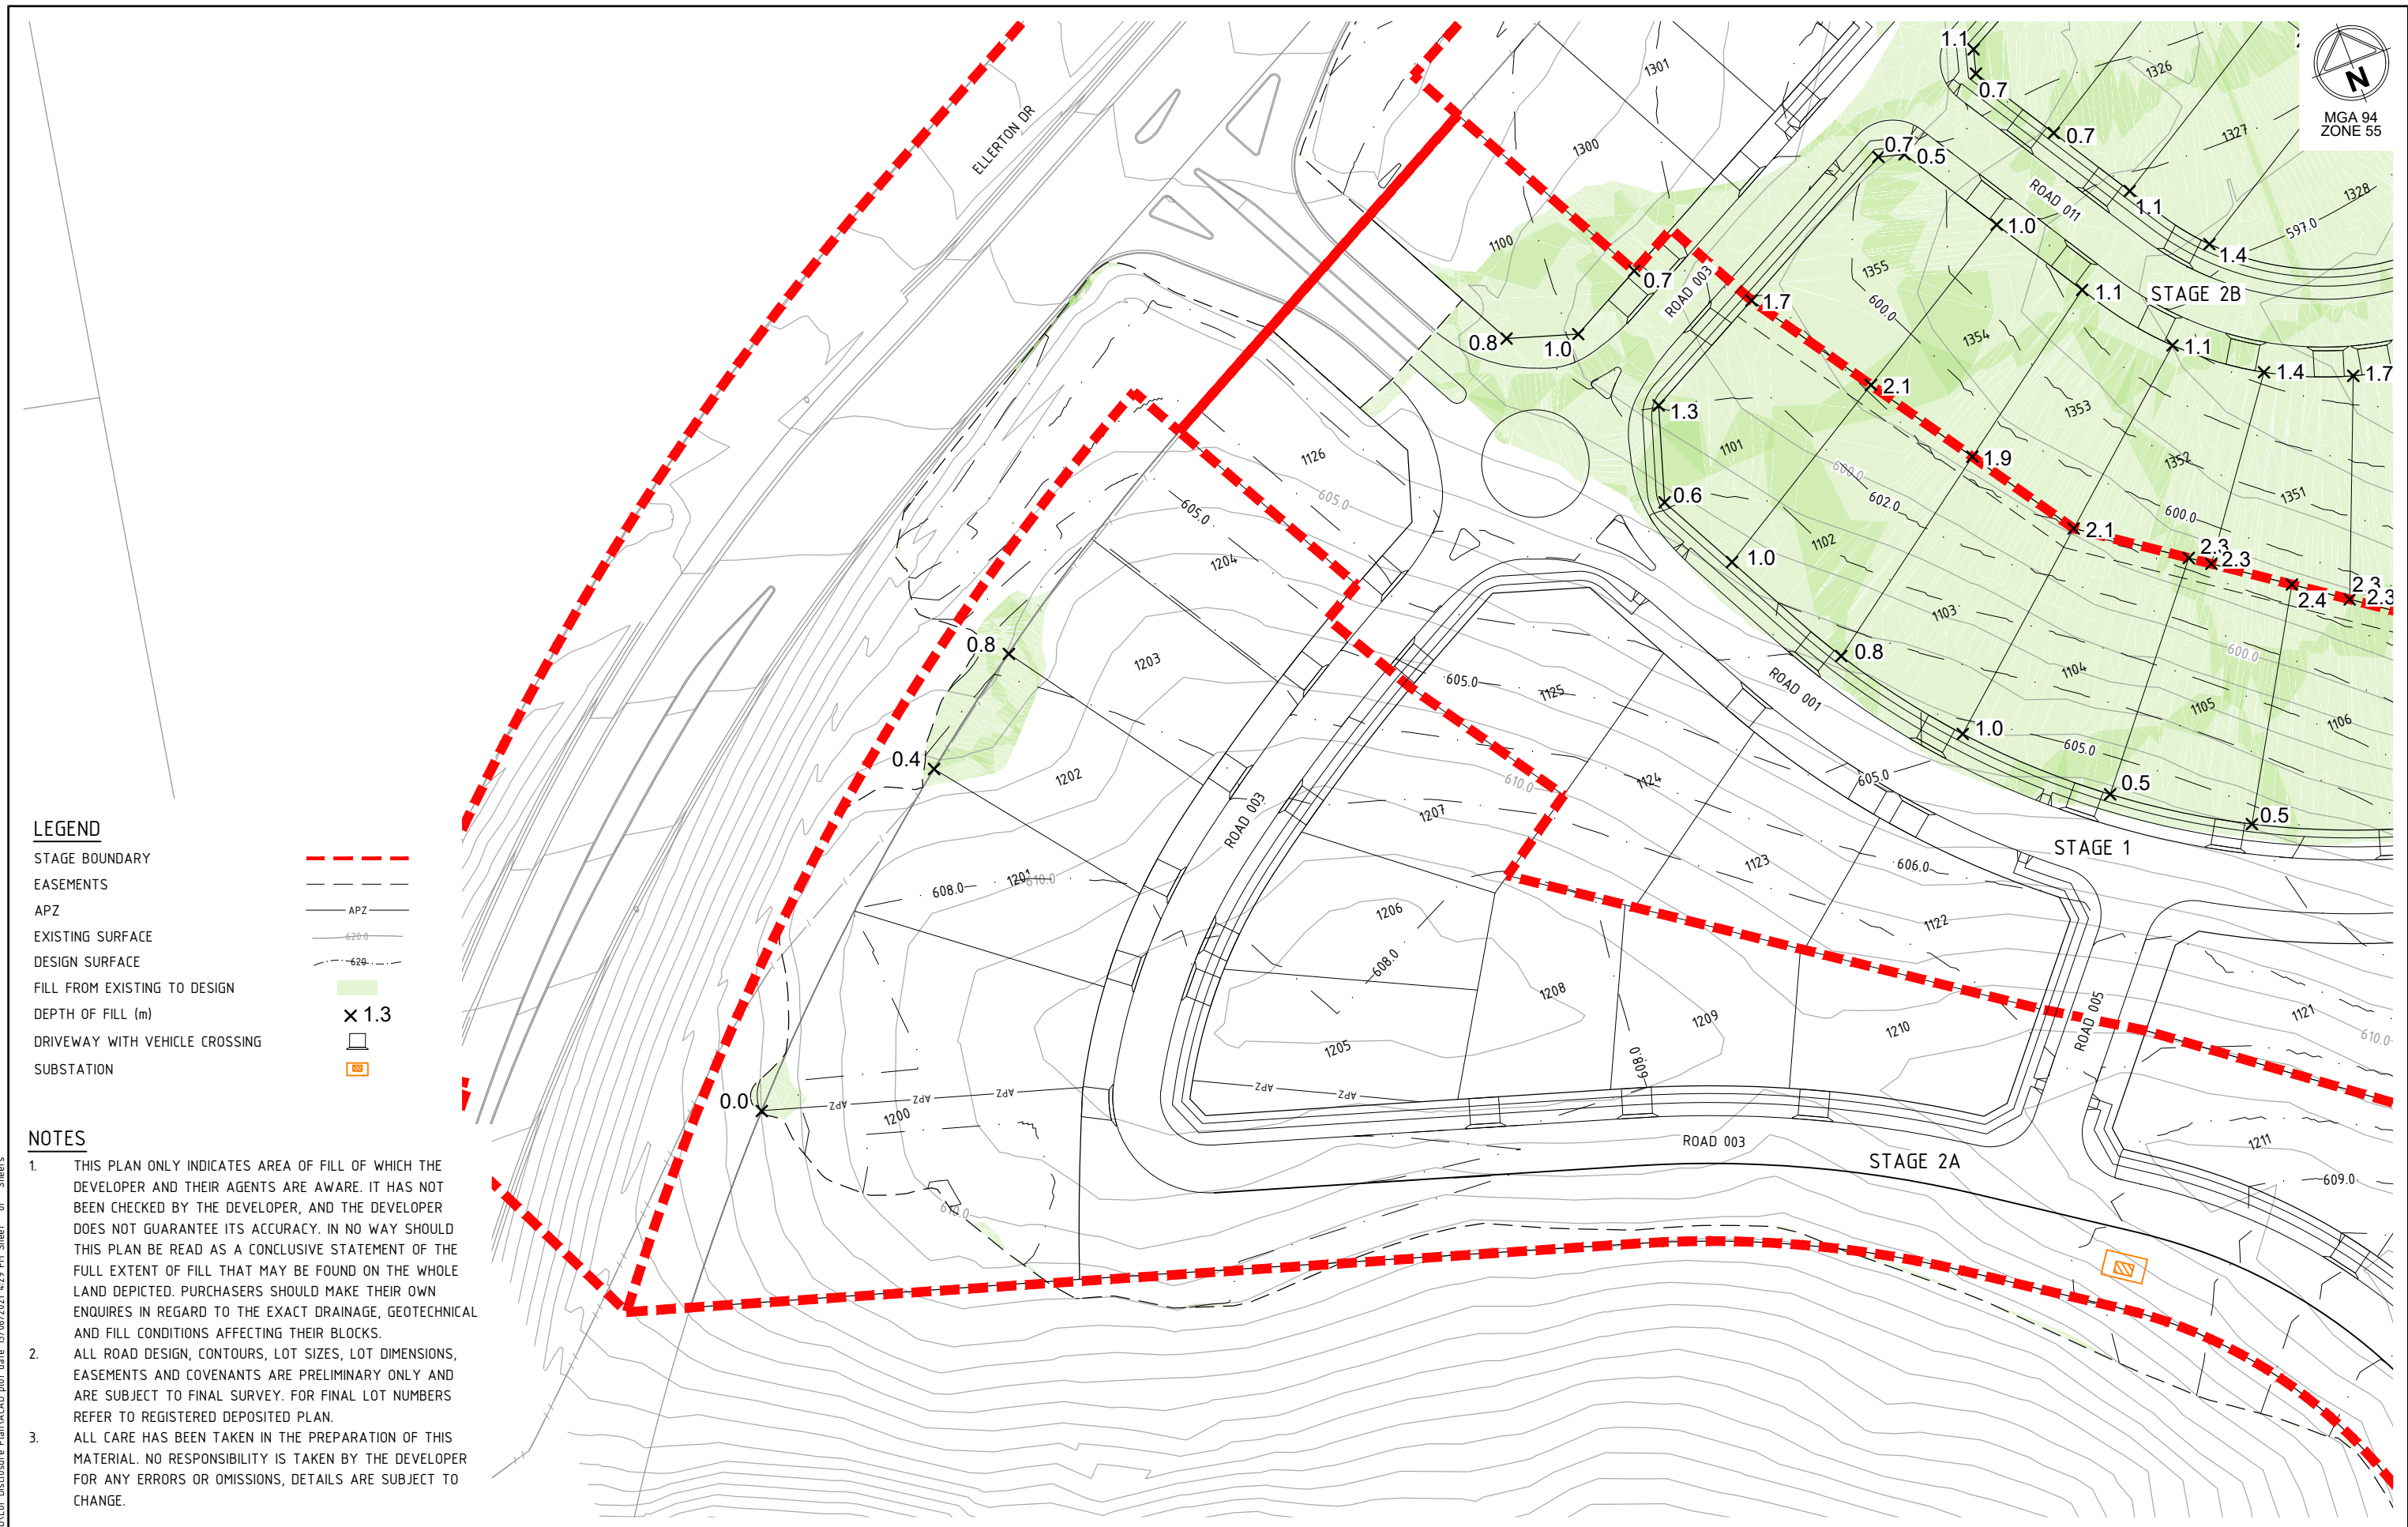 ELLERTON DR
1301
1300
1100
1.1
0.7
1326
0.7
1327
1.1
1328
597.0
1.4
N
MGA 94
ZONE 55
0.7
0.5
ROAD 011
1.0
1355
600.0
1.1
STAGE 2B
0.7
ROAD 003
1.7
0.8
1.0
1354
1.1
1.4
1.7
2.1
1353
1.3
1101
1.9
1352
1351
600.0
602.0
600.0
0.6
1102
1.0
2.1
2.3
2.3
2.4
2.3
2.3
1126
605.0
605.0
1204
1203
0.8
0.4
1202
605.0
1125
ROAD 001
1103
0.8
1104
600.0
1105
1106
1.0
605.0
0.5
0.5
610.0
1124
605.0
1207
1123
606.0
STAGE 1
ROAD 003
608.0
1201
610.0
1206
608.0
1122
1208
1209
1210
1205
608.0
ROAD 005
1121
610.0
0.0
APZ
APZ
APZ
1200
APZ
APZ
ROAD 003
STAGE 2A
1211
609.0
610.0
LEGEND
STAGE BOUNDARY
EASEMENTS
APZ
APZ
EXISTING SURFACE
620.0
DESIGN SURFACE
620
FILL FROM EXISTING TO DESIGN
DEPTH OF FILL (m)
1.3
DRIVEWAY WITH VEHICLE CROSSING
SUBSTATION
NOTES
1. THIS PLAN ONLY INDICATES AREA OF FILL OF WHICH THE
DEVELOPER AND THEIR AGENTS ARE AWARE. IT HAS NOT
BEEN CHECKED BY THE DEVELOPER, AND THE DEVELOPER
DOES NOT GUARANTEE ITS ACCURACY. IN NO WAY SHOULD
THIS PLAN BE READ AS A CONCLUSIVE STATEMENT OF THE
FULL EXTENT OF FILL THAT MAY BE FOUND ON THE WHOLE
LAND DEPICTED. PURCHASERS SHOULD MAKE THEIR OWN
ENQUIRES IN REGARD TO THE EXACT DRAINAGE, GEOTECHNICAL
AND FILL CONDITIONS AFFECTING THEIR BLOCKS.
2. ALL ROAD DESIGN, CONTOURS, LOT SIZES, LOT DIMENSIONS,
EASEMENTS AND COVENANTS ARE PRELIMINARY ONLY AND
ARE SUBJECT TO FINAL SURVEY. FOR FINAL LOT NUMBERS
REFER TO REGISTERED DEPOSITED PLAN.
3. ALL CARE HAS BEEN TAKEN IN THE PREPARATION OF THIS
MATERIAL. NO RESPONSIBILITY IS TAKEN BY THE DEVELOPER
FOR ANY ERRORS OR OMISSIONS, DETAILS ARE SUBJECT TO
CHANGE.